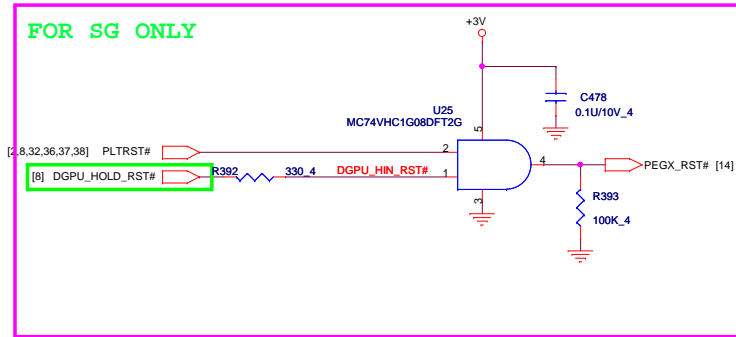 FOR SG ONLY
+3V
C478
0.1U/10V_4
U25
MC74VHC1G08DFT2G
5
[2,8,32,36,37,38] PLTRST#
2
4
PEGX_RST# [14]
[8] DGPU_HOLD_RST#
R392
330_4
DGPU_HIN_RST#
1
3
R393
100K_4